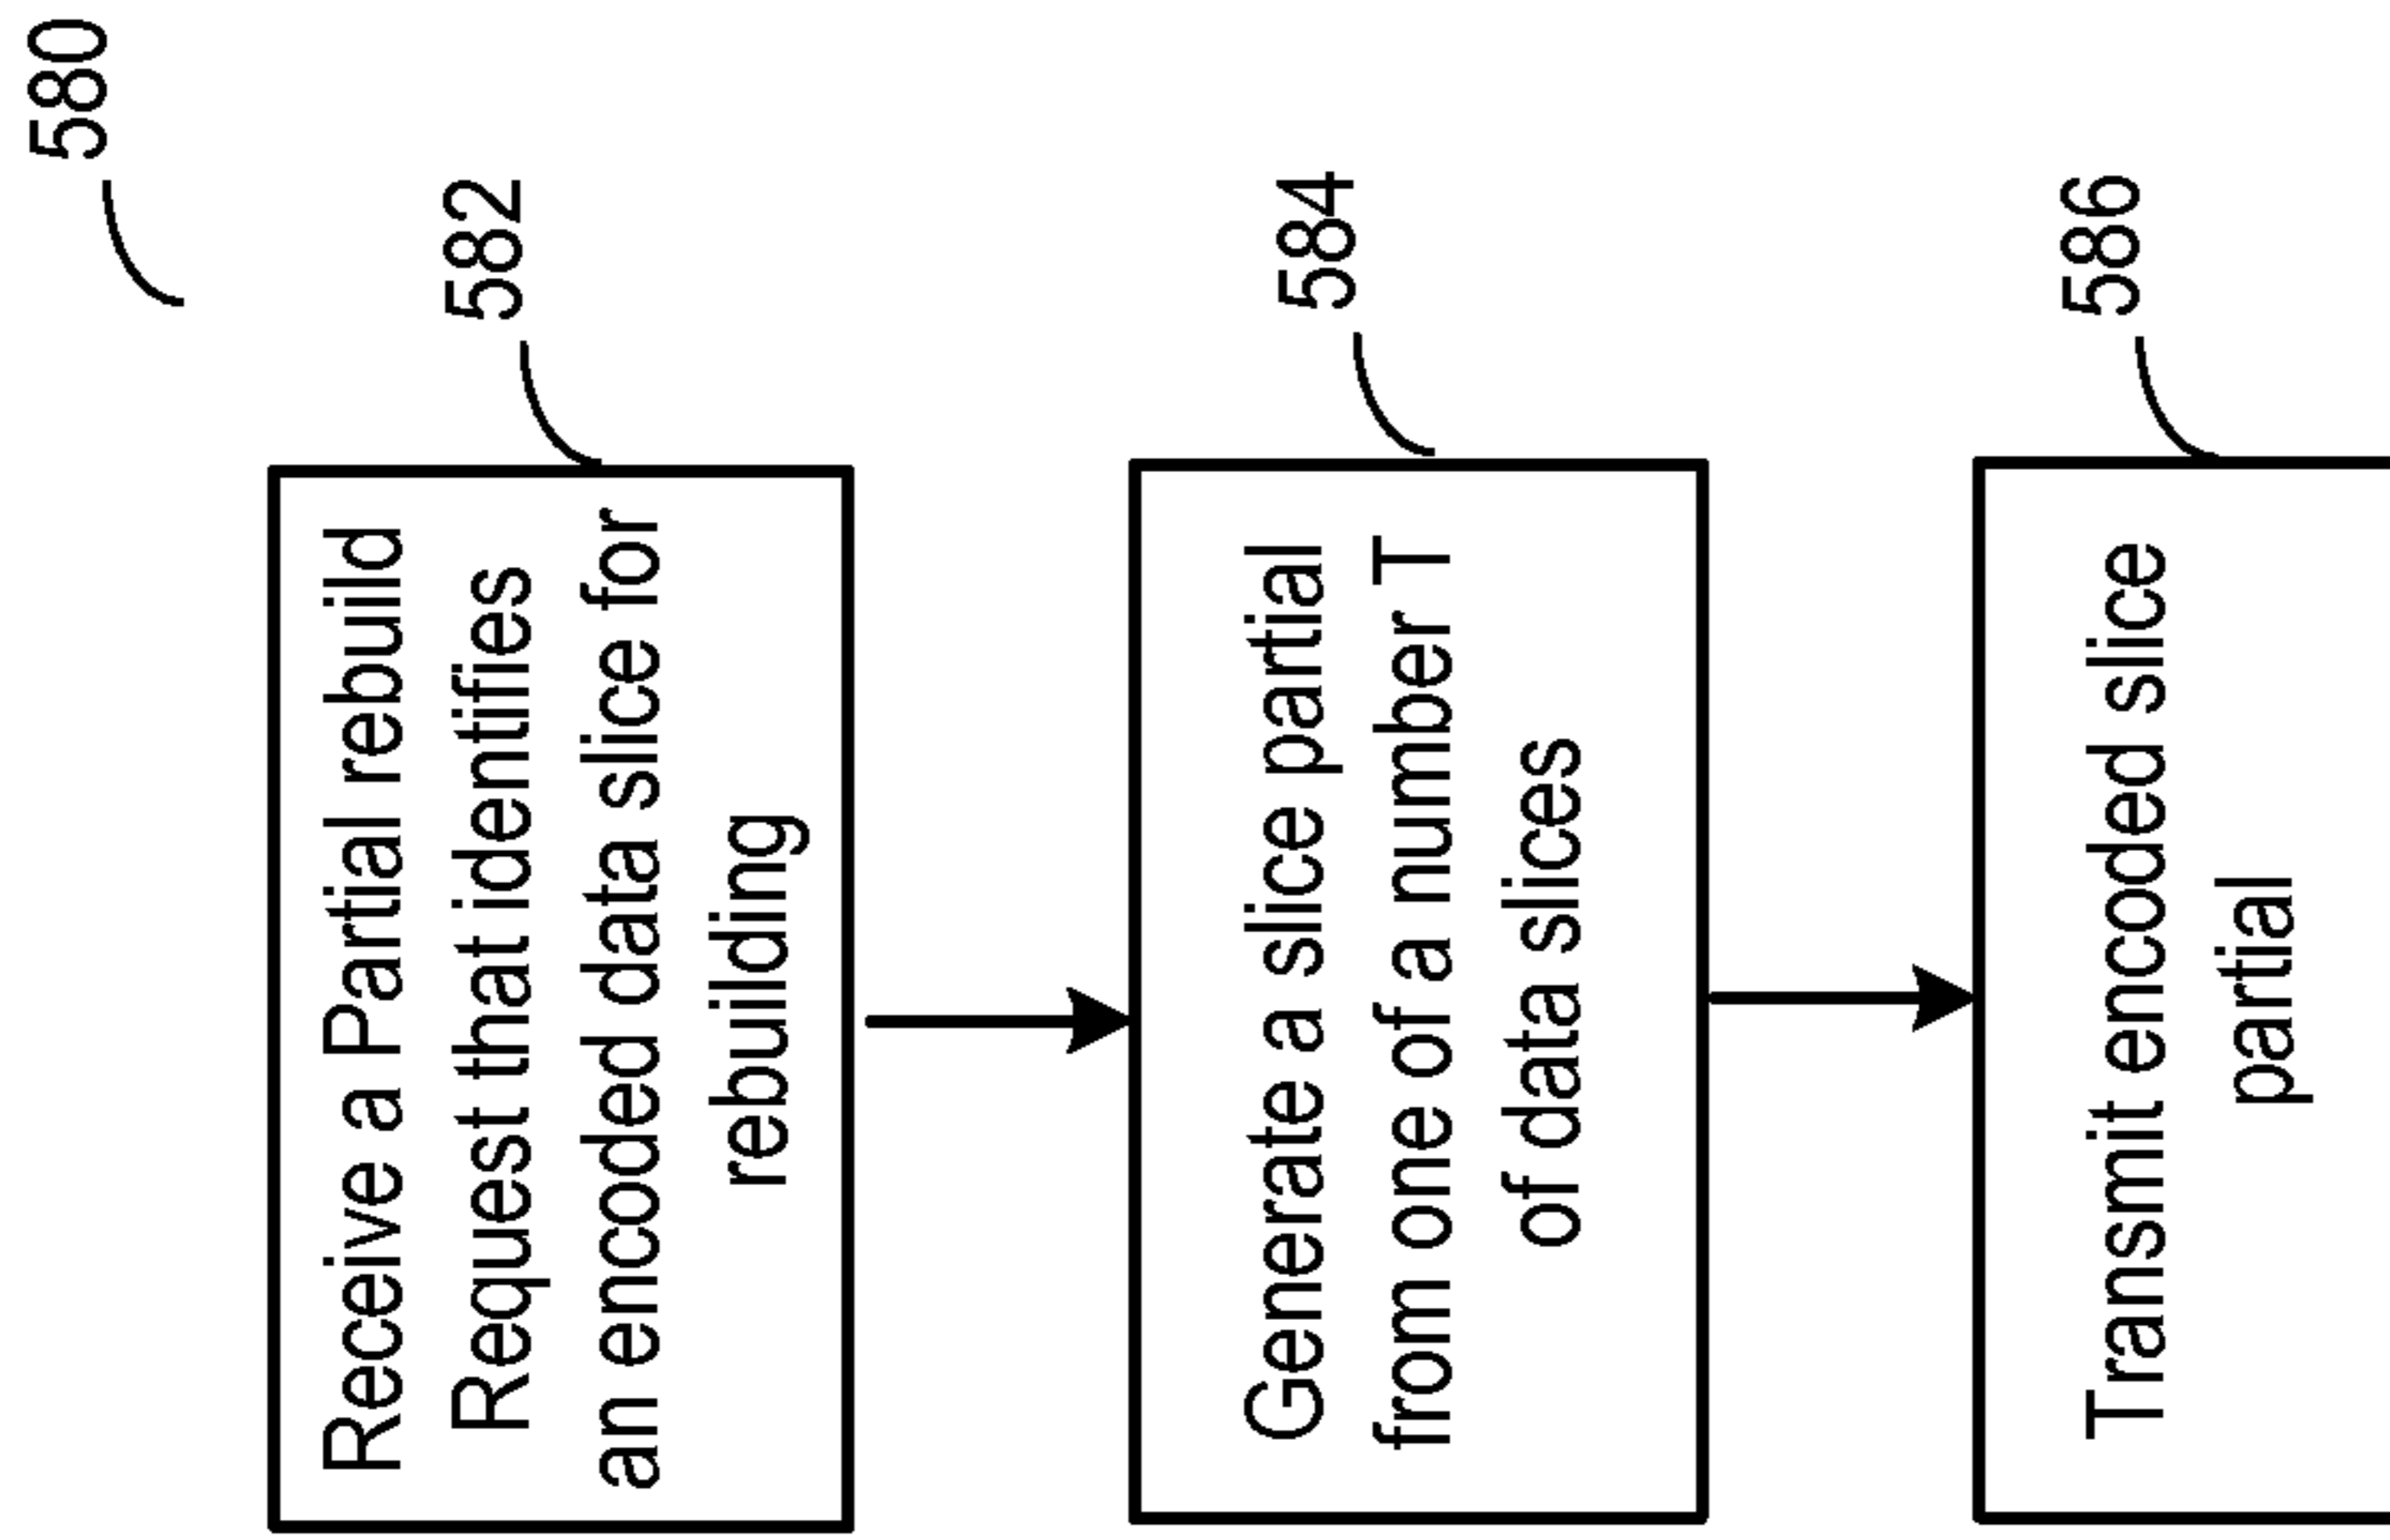 580
582
Receive a Partial rebuild
Request that identifies
an encoded data slice for
rebuilding
584
Generate a slice partial
from one of a number T
of data slices
586
Transmit encoded slice
partial